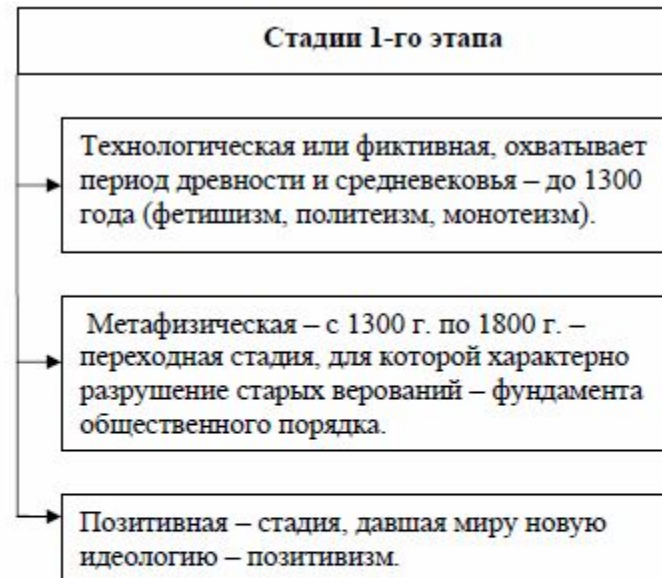 Стадии 1-го этапа
Технологическая или фиктивная, охватывает
период древности и средневековья – до 1300
года (фетишизм, политеизм, монотеизм).
Метафизическая – с 1300 г. по 1800 г. –
переходная стадия, для которой характерно
разрушение старых верований – фундамента
общественного порядка.
Позитивная – стадия, давшая миру новую
идеологию – позитивизм.